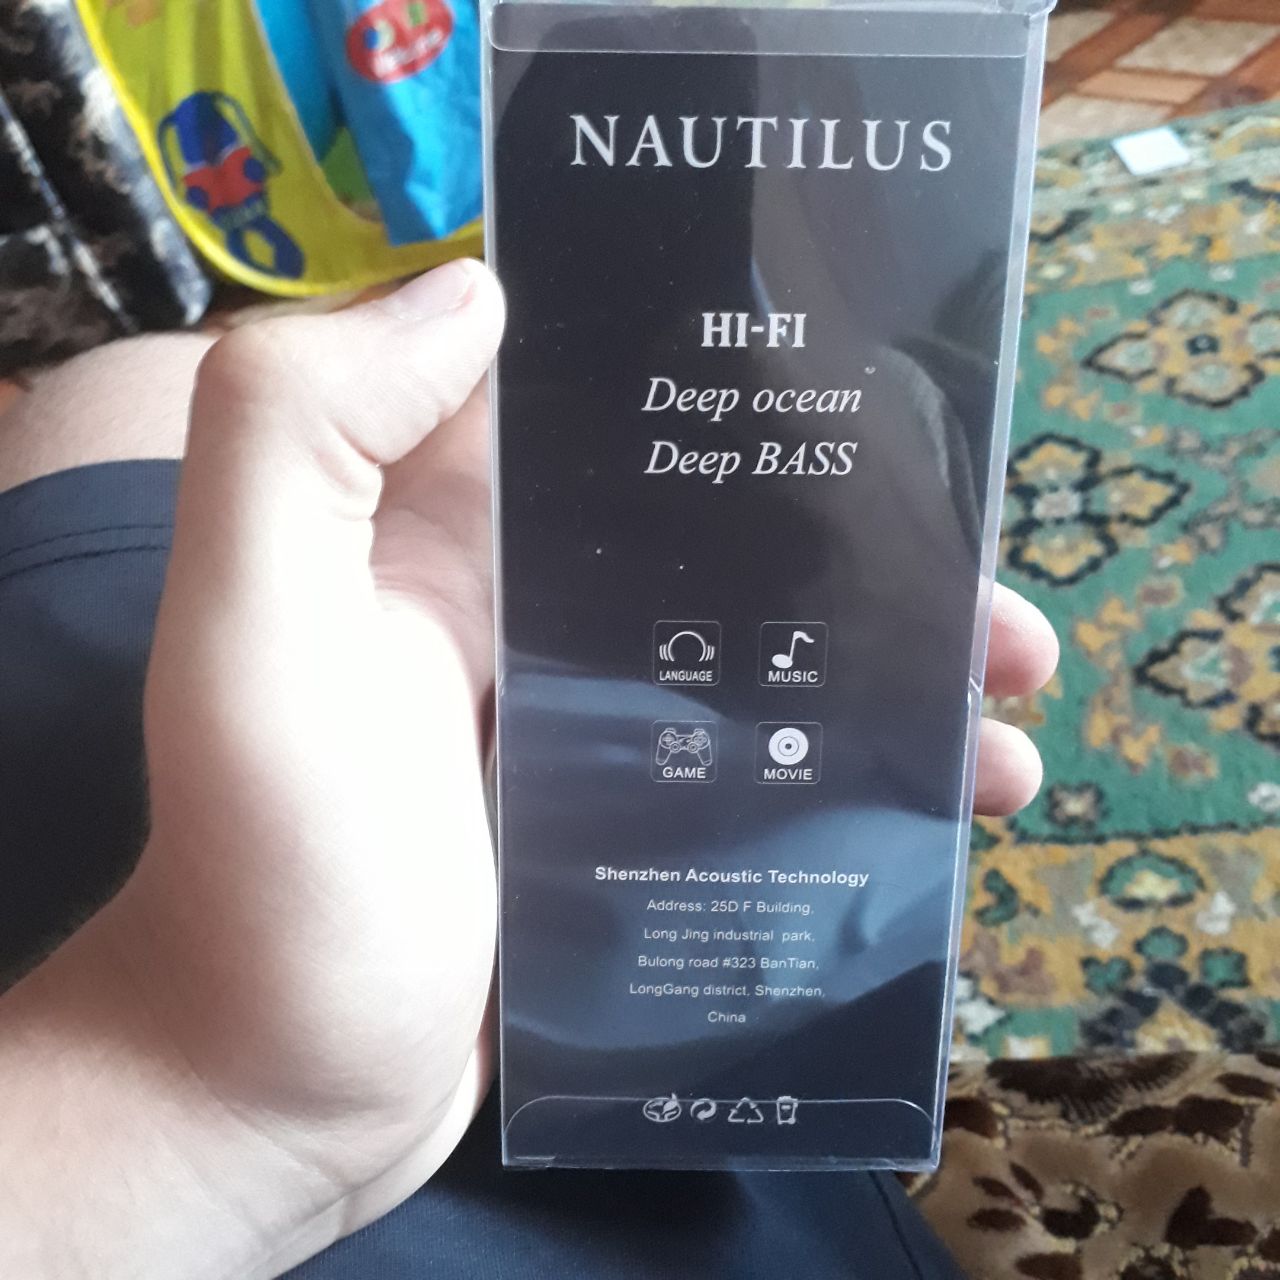 NAUTILUS
HI-FI
Deep ocean
Deep BASS
LANGUAGE
MUSIC
GAME
MOVIE
Shenzhen Acoustic Technology
Address: 25D F Building,
Long Jing industrial park,
Bulong road #323 BanTian,
LongGang district, Shenzhen,
China